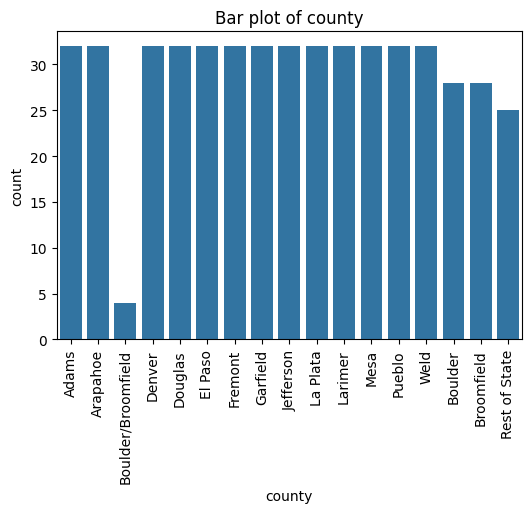 Bar plot of county
count
30
25
20
15
10
5
0
Adams
Arapahoe
Boulder/Broomfield
Denver
Douglas
El Paso
Fremont
Garfield
Jefferson
La Plata
Larimer
Mesa
Pueblo
Weld
Boulder
Broomfield
Rest of State
county